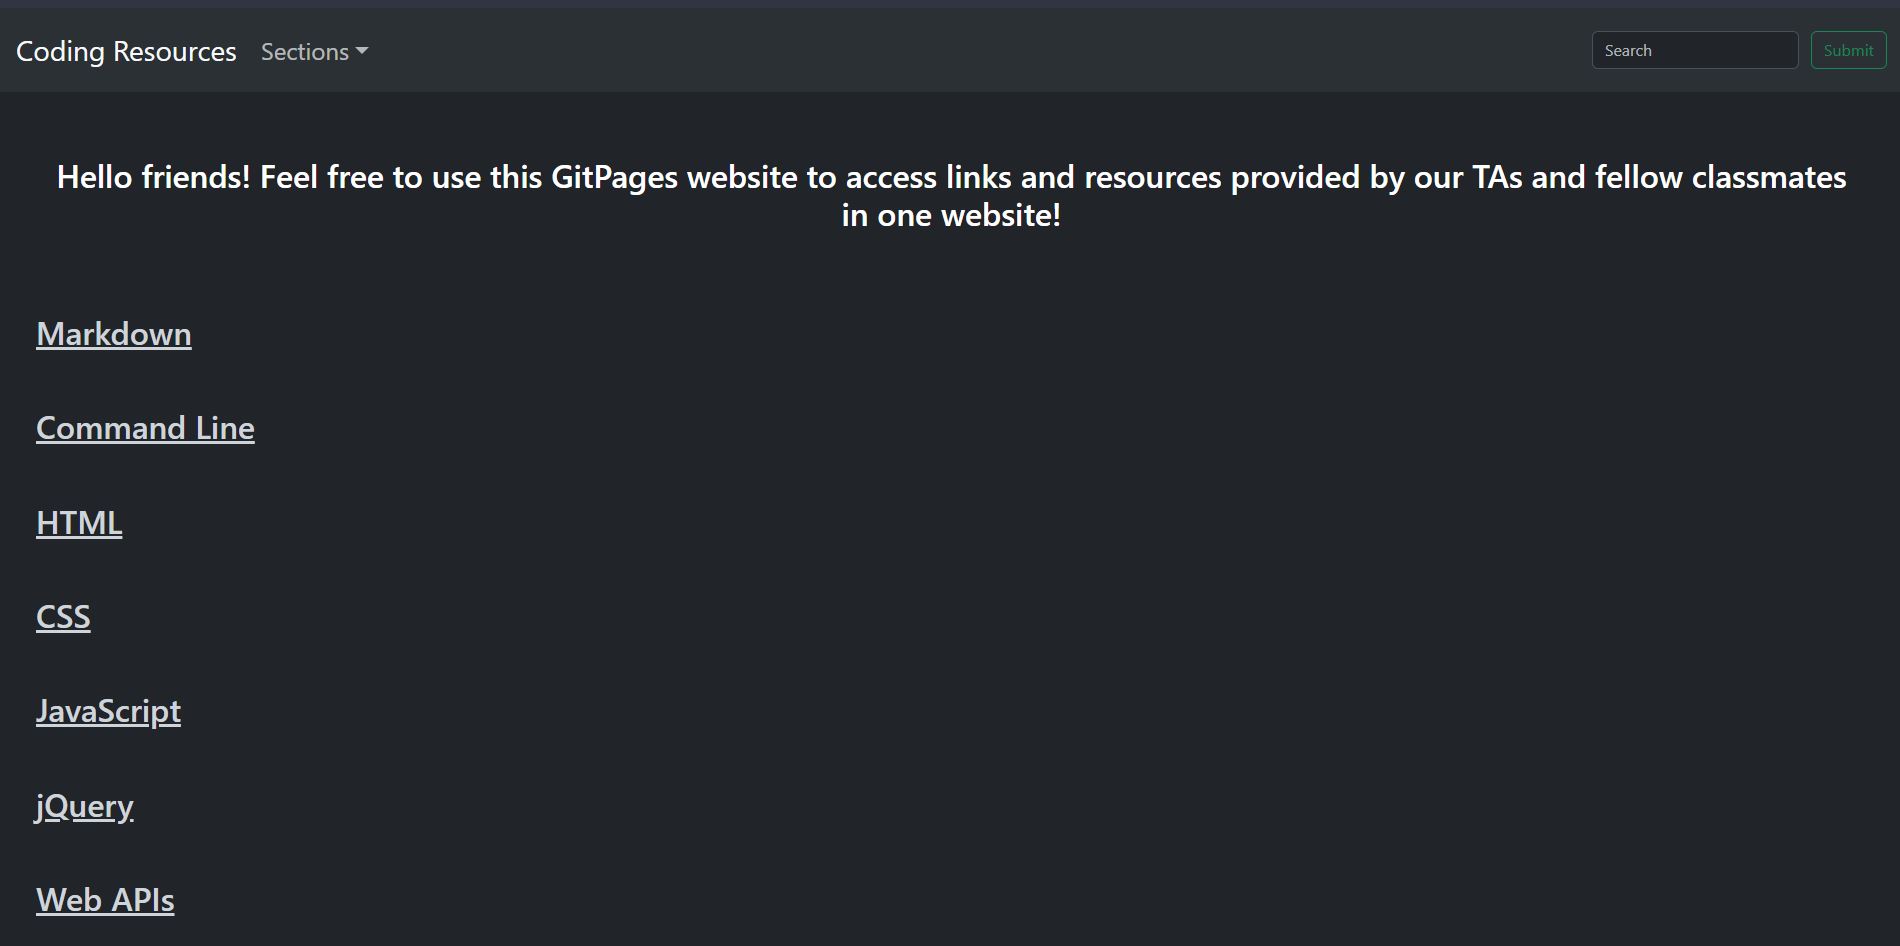 Coding Resources Sections Search Submit
Hello friends! Feel free to use this GitPages website to access links and resources provided by our TAs and fellow classmates
in one website!
Markdown
Command Line
HTML
CSS
JavaScript
jQuery
Web APIs